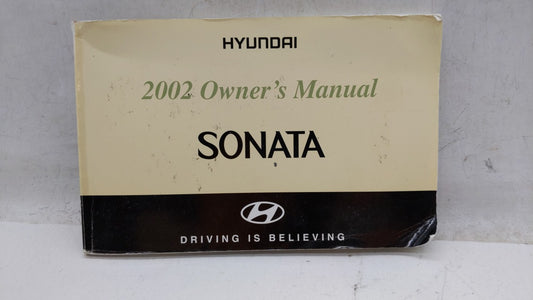 HYUNDAI
2002 Owner's Manual
SONATA
DRIVING IS BELIEVING